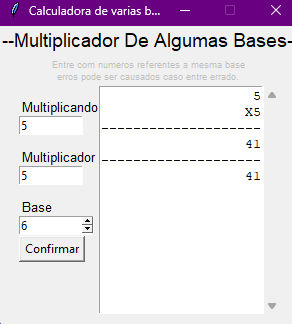 Calculadora de varias b...
--Multiplicador De Algumas Bases-
Entre com numeros referentes a mesma base
erros pode ser causados caso entre errado.
Multiplicando
5
Multiplicador
5
Base
6
Confirmar
5
X5
---------------------
41
---------------------
41